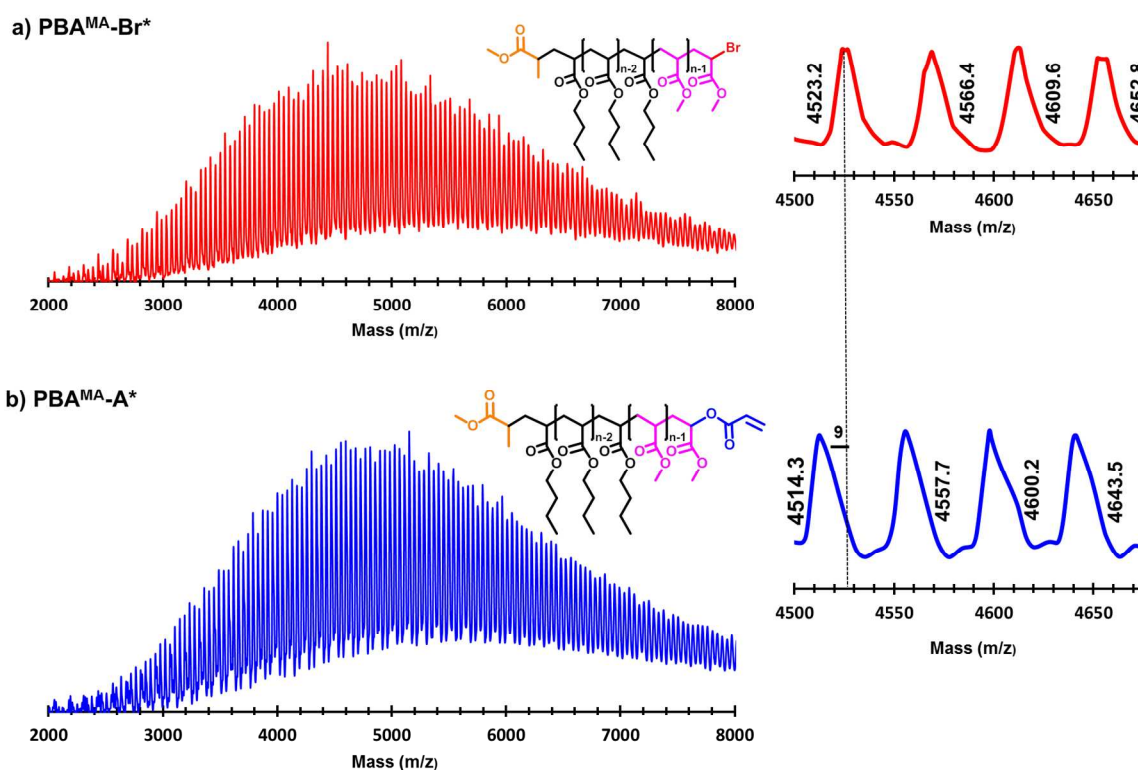 a) PBAMA-Br*
O
O
n-2
n-1
Br
O
O
O
O
O
O
O
O
O
O
4523.2
4566.4
4609.6
4500 4550 4600 4650
Mass (m/z)
2000 3000 4000 5000 6000 7000 8000
Mass (m/z)
b) PBAMA-A*
O
O
n-2
n-1
O
O
O
O
O
O
O
O
O
O
O
O
9
4514.3
4557.7
4600.2
4643.5
4500 4550 4600 4650
Mass (m/z)
2000 3000 4000 5000 6000 7000 8000
Mass (m/z)